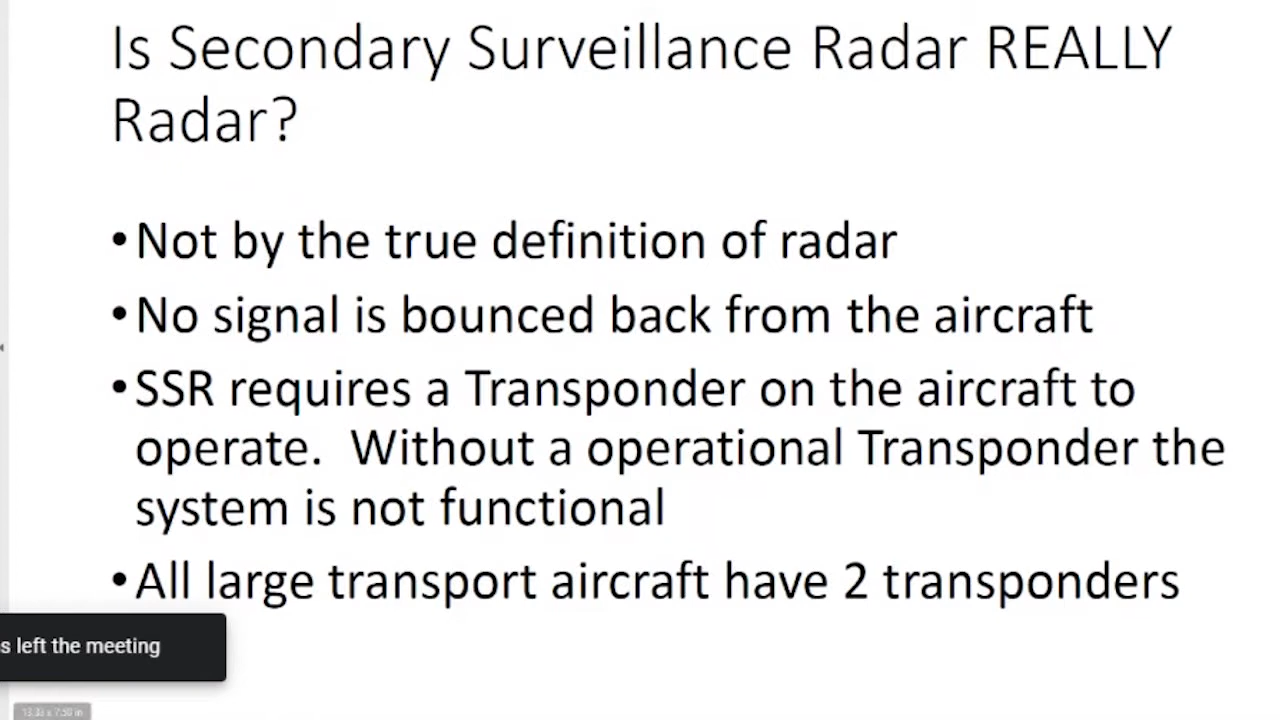 Is Secondary Surveillance Radar REALLY
Radar?
•Not by the true definition of radar
•No signal is bounced back from the aircraft
•SSR requires a Transponder on the aircraft to
operate.  Without a operational Transponder the
system is not functional
•All large transport aircraft have 2 transponders
s left the meeting